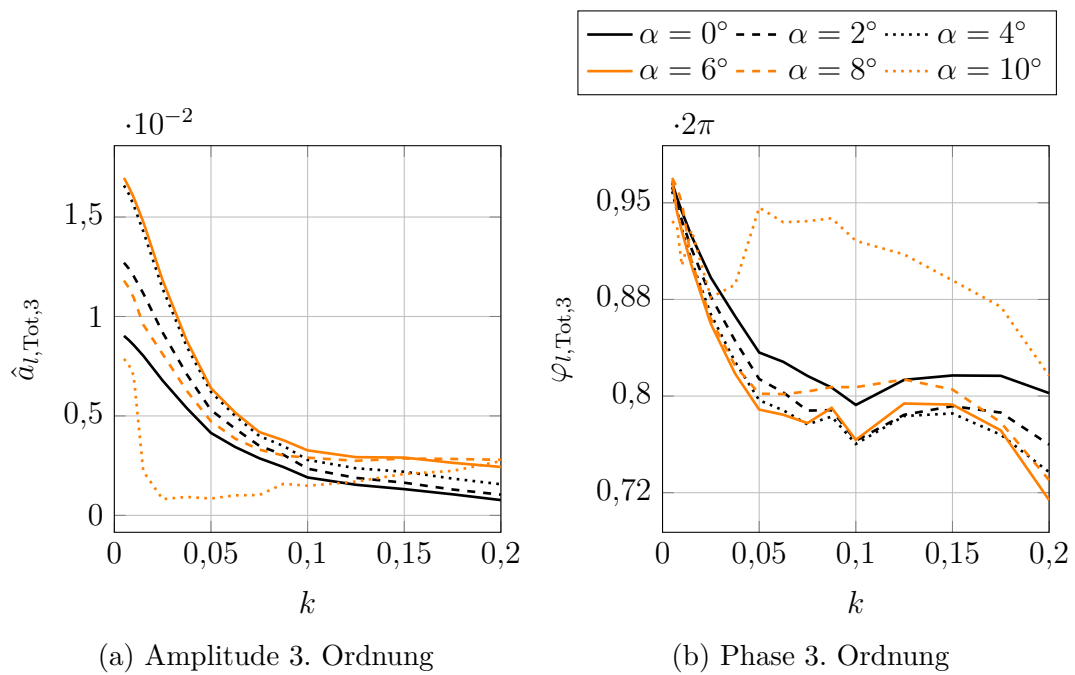 α = 0° α = 2° α = 4°
α = 6° α = 8° α = 10°
·10⁻²
1,5
1
0,5
0
0 0,05 0,1 0,15 0,2
k
â_{l,Tot,3}
(a) Amplitude 3. Ordnung
·2π
0,95
0,88
0,8
0,72
0 0,05 0,1 0,15 0,2
k
φ_{l,Tot,3}
(b) Phase 3. Ordnung